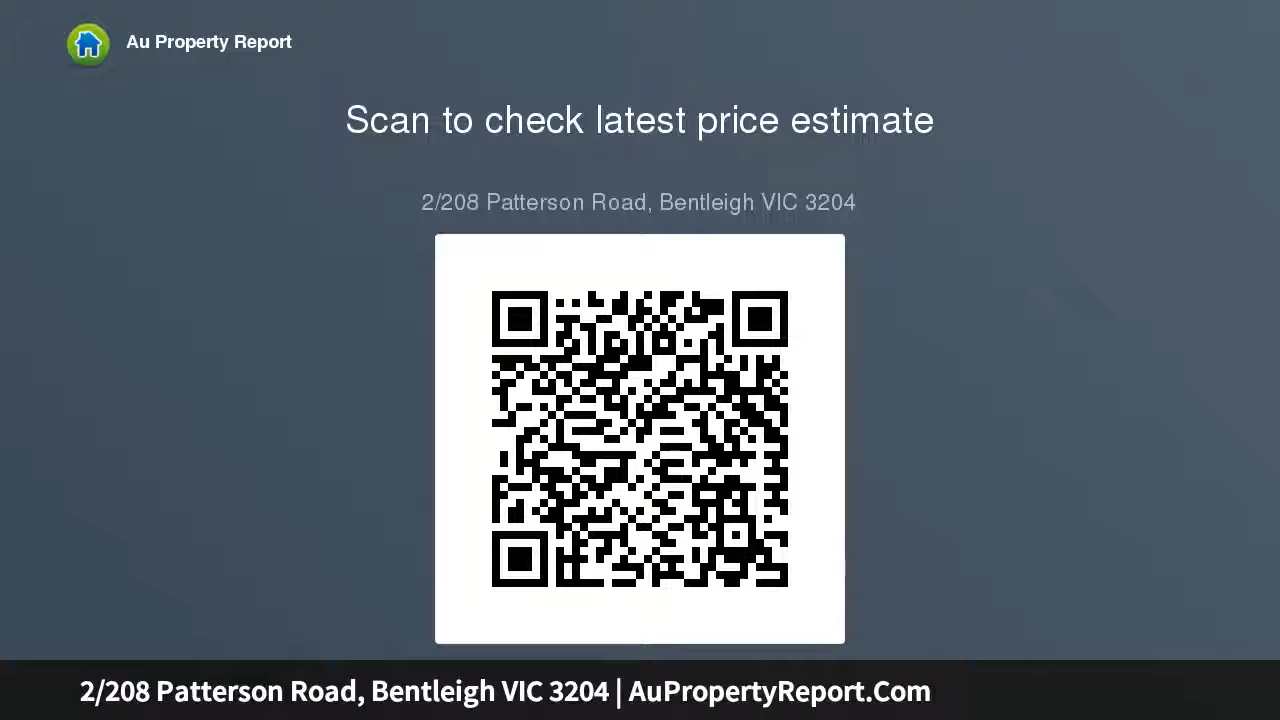 Au Property Report
Scan to check latest price estimate
2/208 Patterson Road, Bentleigh VIC 3204
2/208 Patterson Road, Bentleigh VIC 3204 | AuPropertyReport.Com